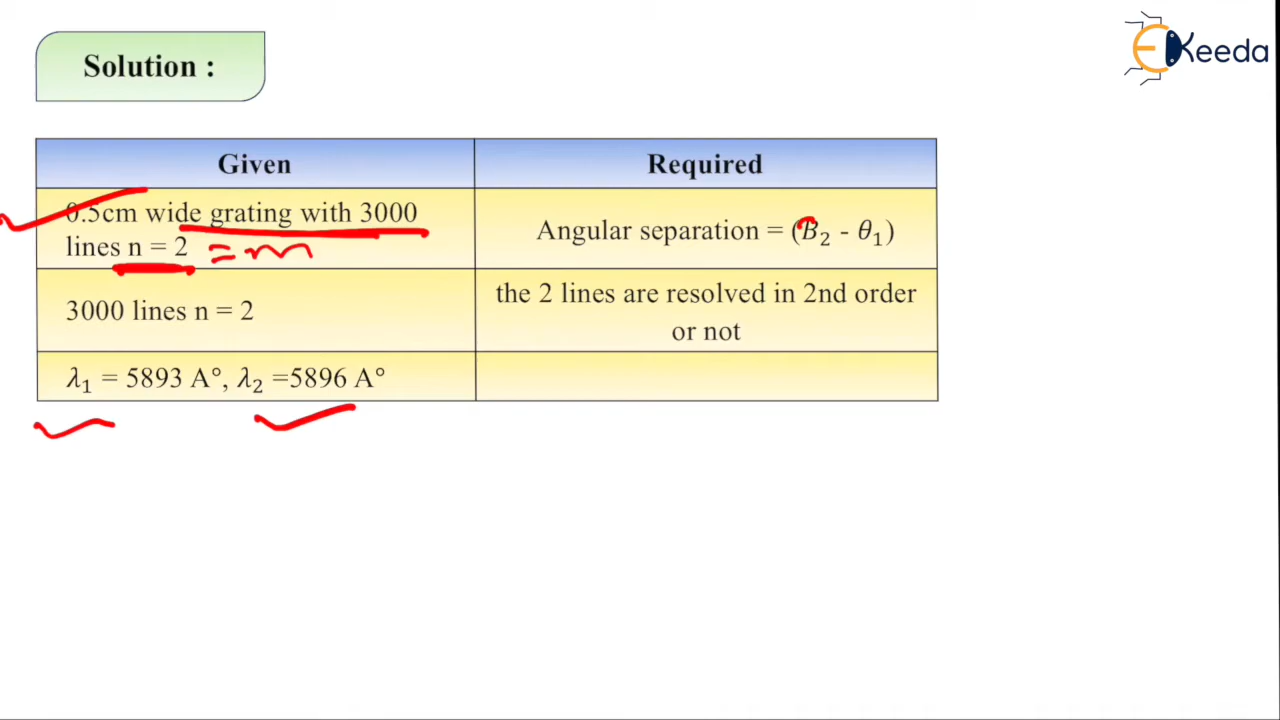 Keeda
Solution :
Given
Required
0.5cm wide grating with 3000
lines n = 2 = m
Angular separation = (B₂ - θ₁)
3000 lines n = 2
the 2 lines are resolved in 2nd order
or not
λ₁ = 5893 A°, λ₂ =5896 A°